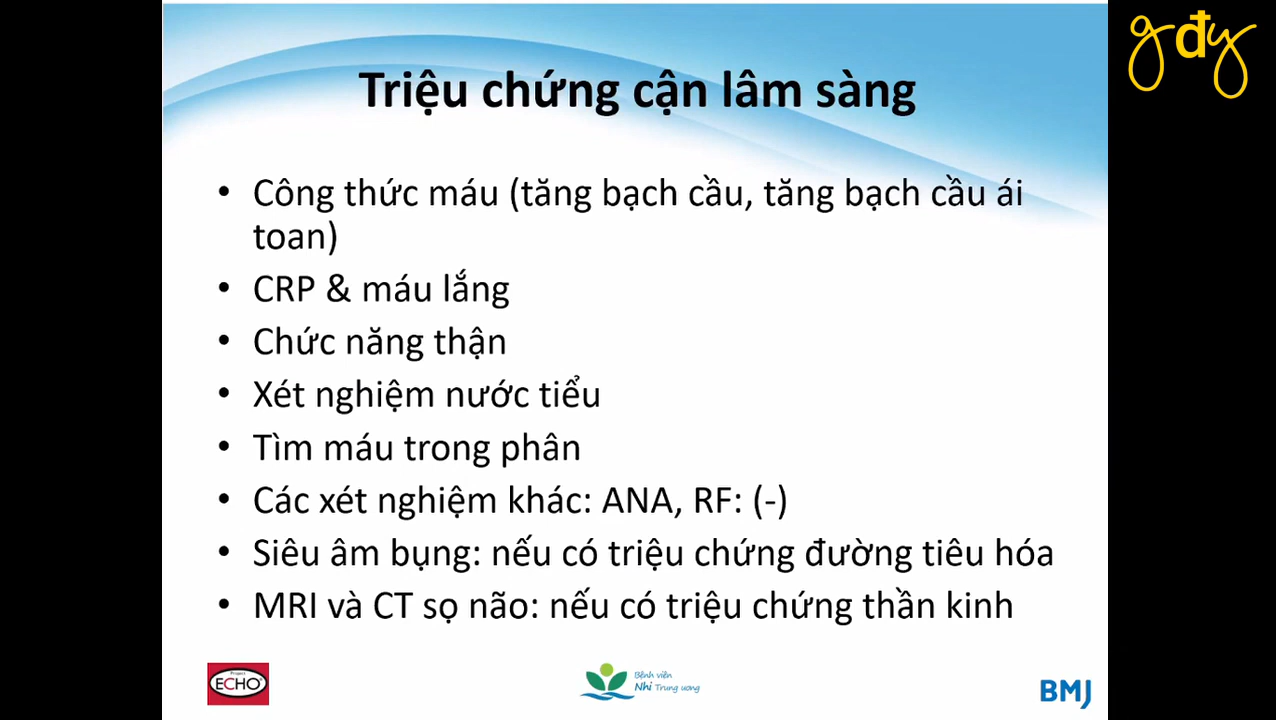 gđy
Triệu chứng cận lâm sàng
• Công thức máu (tăng bạch cầu, tăng bạch cầu ái
toan)
• CRP & máu lắng
• Chức năng thận
• Xét nghiệm nước tiểu
• Tìm máu trong phân
• Các xét nghiệm khác: ANA, RF: (-)
• Siêu âm bụng: nếu có triệu chứng đường tiêu hóa
• MRI và CT sọ não: nếu có triệu chứng thần kinh
Project
ECHO
Bệnh viện
Nhi Trung ương
BMJ